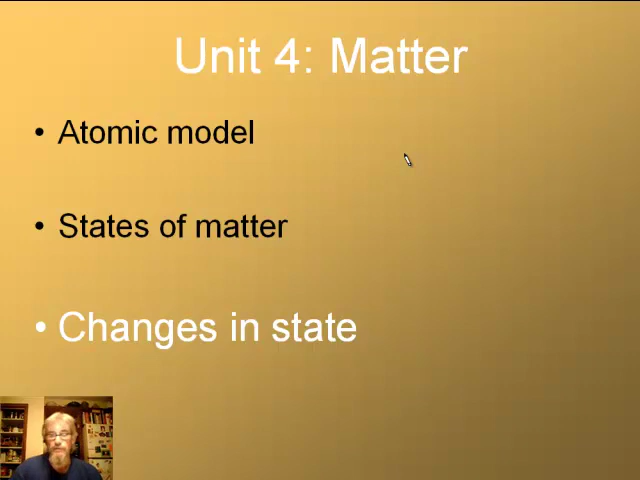 Unit 4: Matter
• Atomic model
• States of matter
• Changes in state